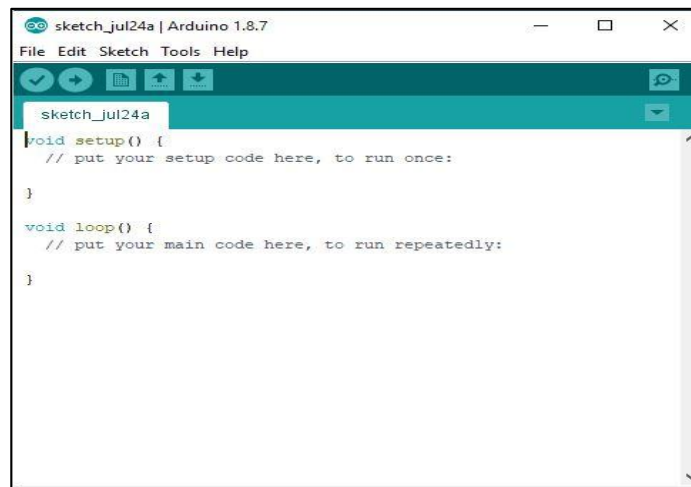 sketch_jul24a | Arduino 1.8.7
File Edit Sketch Tools Help
sketch_jul24a
void setup() {
  // put your setup code here, to run once:

}

void loop() {
  // put your main code here, to run repeatedly:

}